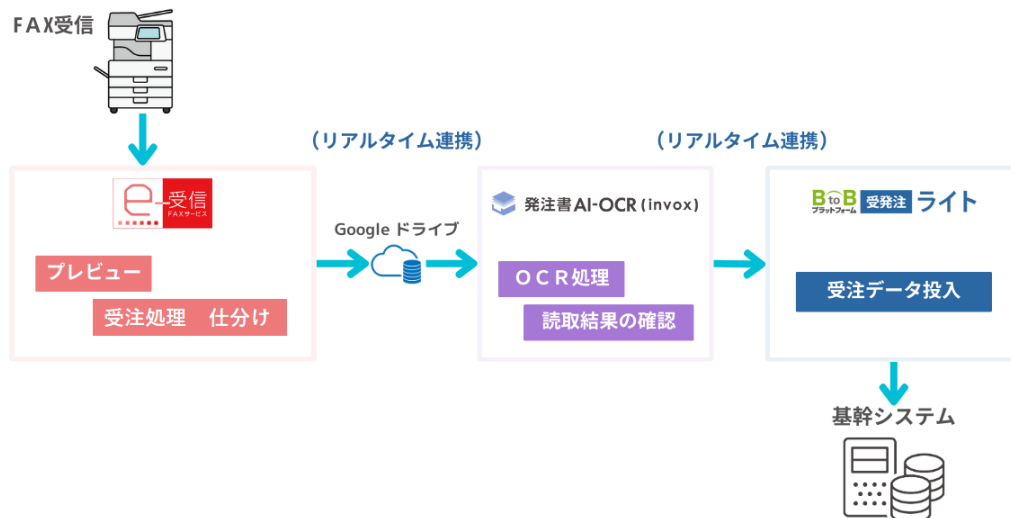 FAX受信
(リアルタイム連携)
(リアルタイム連携)
e-受信
FAXサービス
プレビュー
受注処理 仕分け
Google ドライブ
発注書AI-OCR(invox)
OCR処理
読取結果の確認
BtoB
プラットフォーム
受発注
ライト
受注データ投入
基幹システム